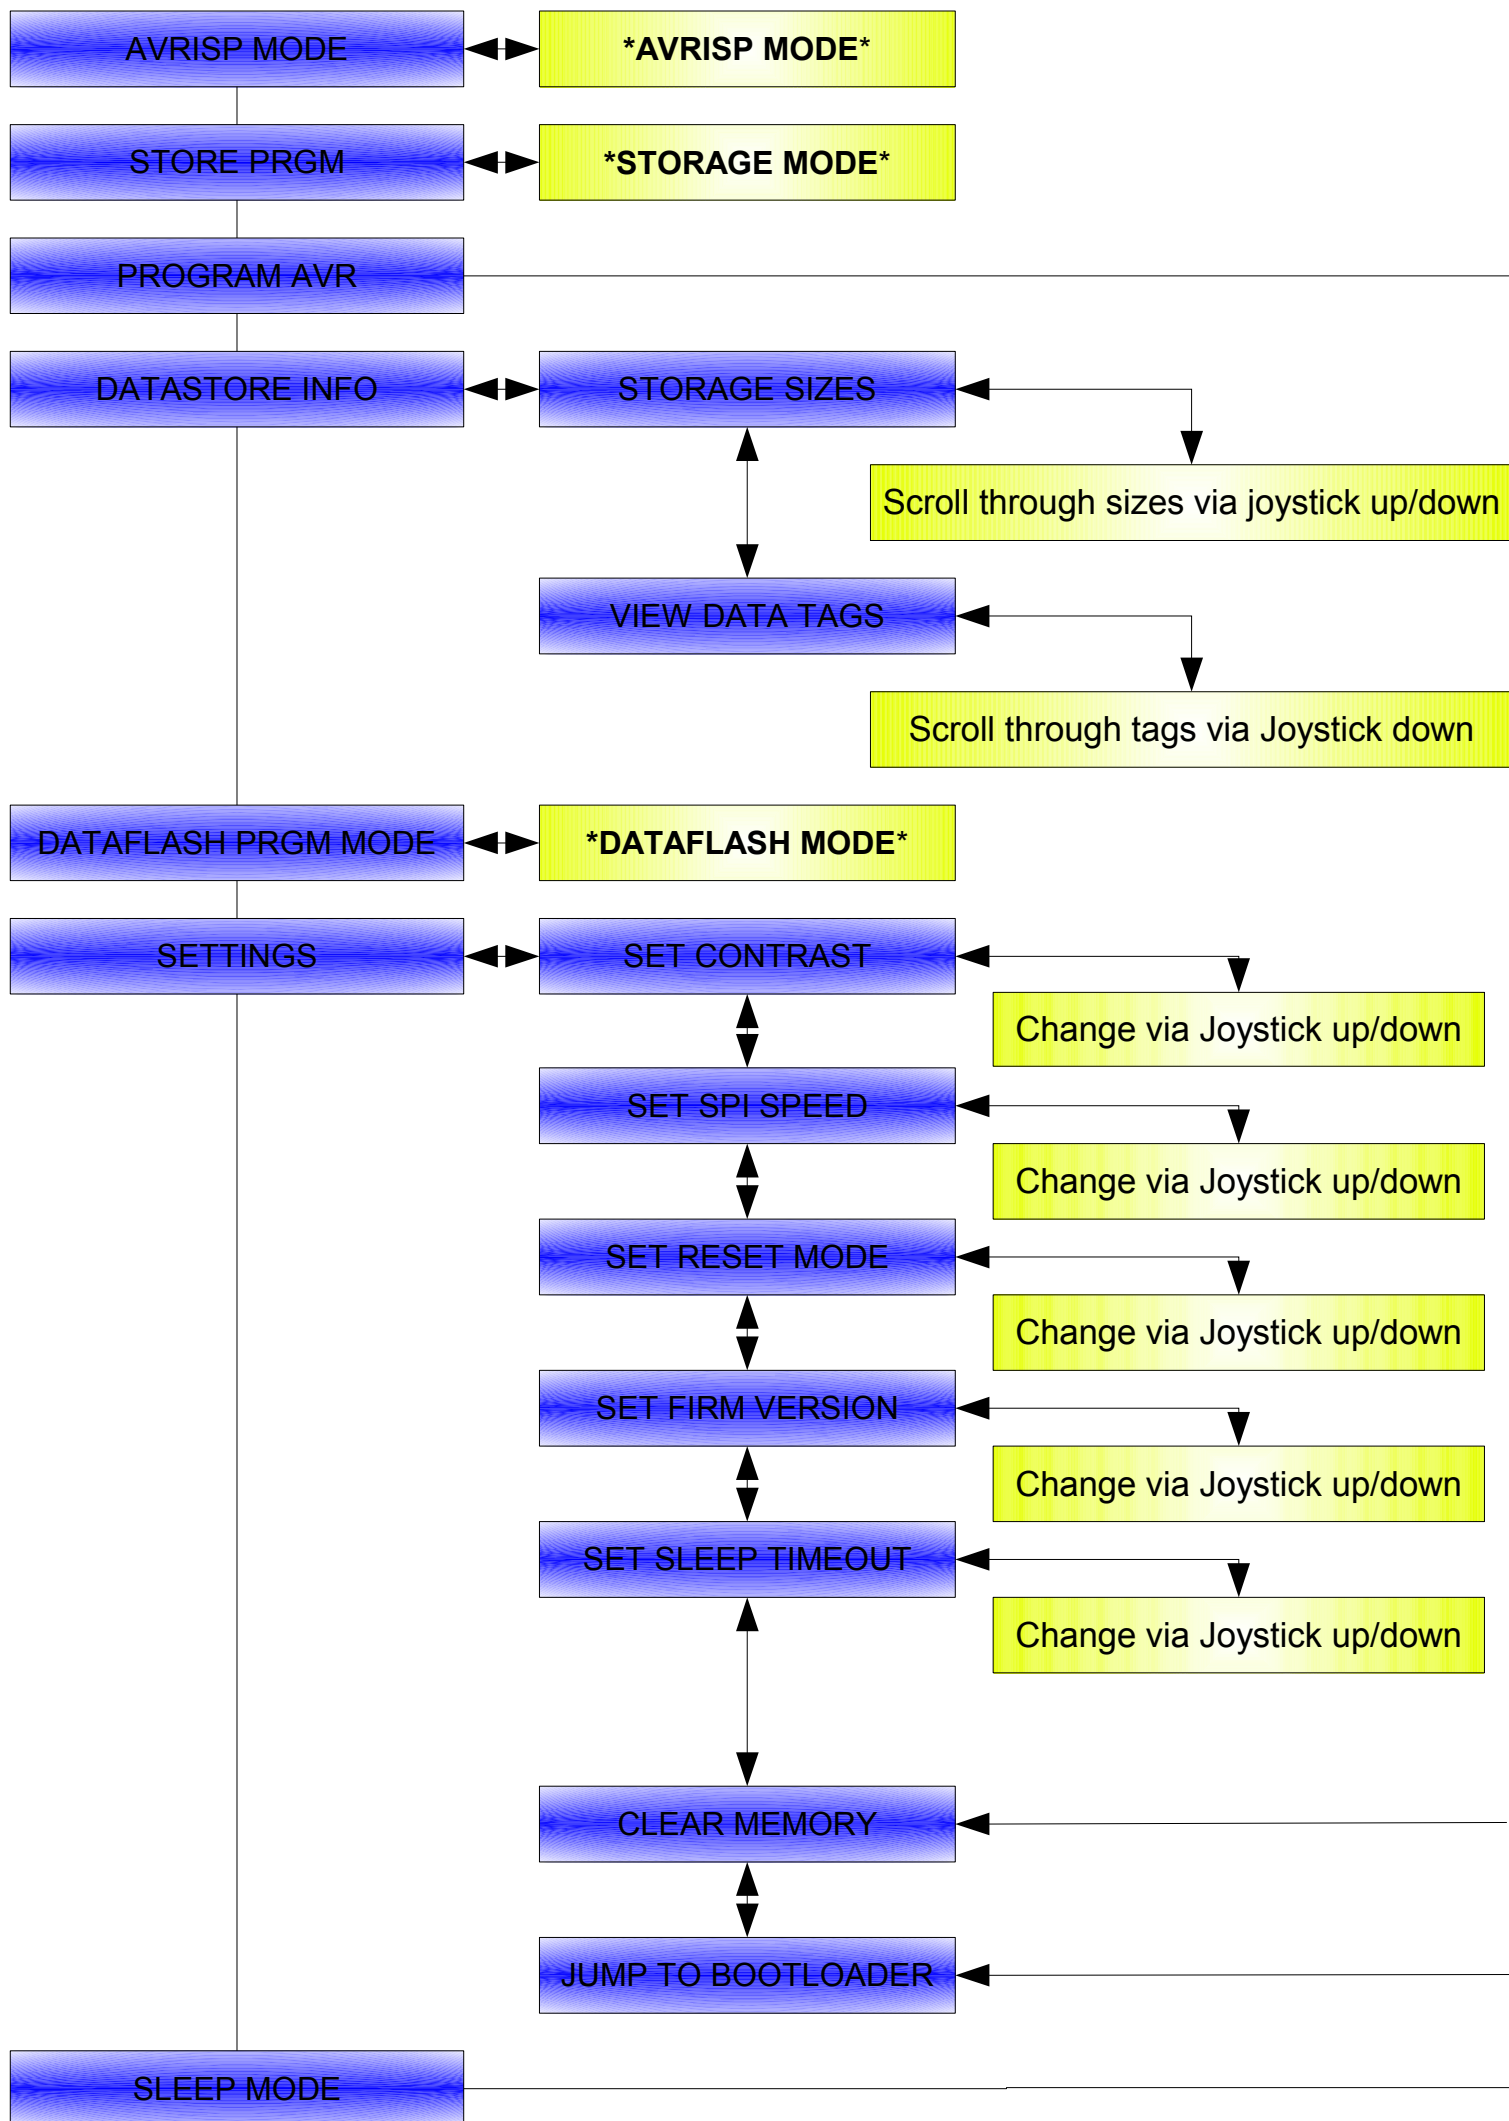 AVRISP MODE
*AVRISP MODE*
STORE PRGM
*STORAGE MODE*
PROGRAM AVR
DATASTORE INFO
STORAGE SIZES
Scroll through sizes via joystick up/down
VIEW DATA TAGS
Scroll through tags via Joystick down
DATAFLASH PRGM MODE
*DATAFLASH MODE*
SETTINGS
SET CONTRAST
Change via Joystick up/down
SET SPI SPEED
Change via Joystick up/down
SET RESET MODE
Change via Joystick up/down
SET FIRM VERSION
Change via Joystick up/down
SET SLEEP TIMEOUT
Change via Joystick up/down
CLEAR MEMORY
JUMP TO BOOTLOADER
SLEEP MODE